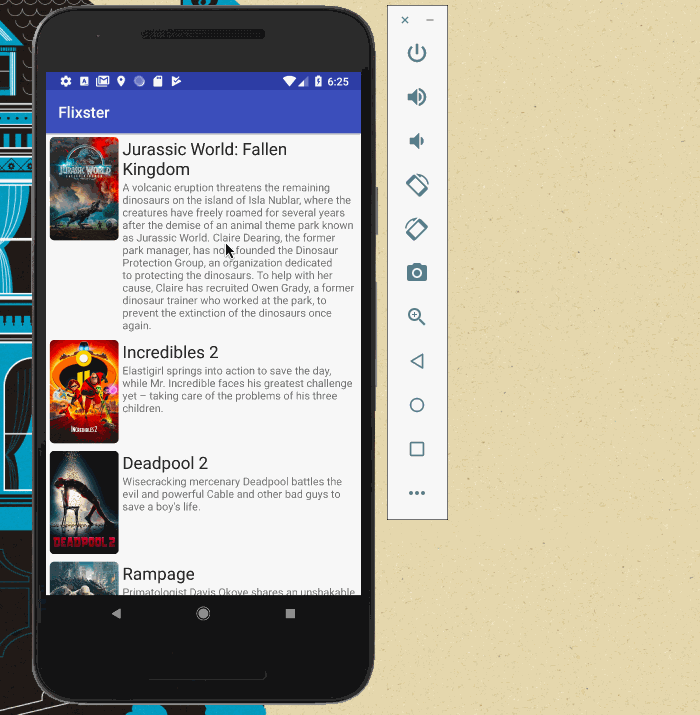 6:25
Flixster
Jurassic World: Fallen
Kingdom
A volcanic eruption threatens the remaining
dinosaurs on the island of Isla Nublar, where the
creatures have freely roamed for several years
after the demise of an animal theme park known
as Jurassic World. Claire Dearing, the former
park manager, has now founded the Dinosaur
Protection Group, an organization dedicated
to protecting the dinosaurs. To help with her
cause, Claire has recruited Owen Grady, a former
dinosaur trainer who worked at the park, to
prevent the extinction of the dinosaurs once
again.
JURASSIC WORLD
Incredibles 2
Elastigirl springs into action to save the day,
while Mr. Incredible faces his greatest challenge
yet – taking care of the problems of his three
children.
INCREDIBLES 2
Deadpool 2
Wisecracking mercenary Deadpool battles the
evil and powerful Cable and other bad guys to
save a boy's life.
DEADPOOL 2
Rampage
Primatologist Davis Okoye shares an unshakable